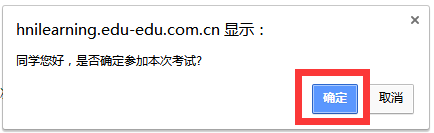 hnilearning.edu-edu.com.cn 显示：
同学您好，是否确定参加本次考试?
确定 取消